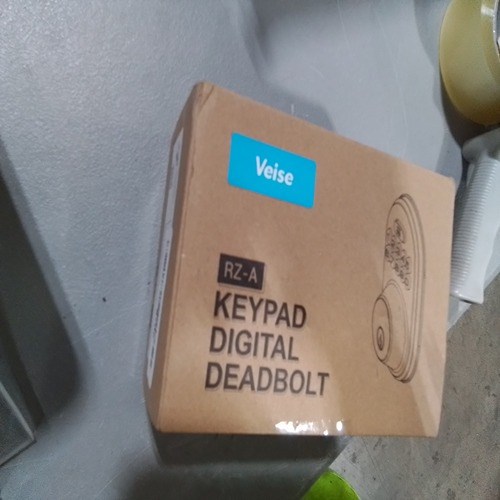 Veise
RZ-A
KEYPAD
DIGITAL
DEADBOLT